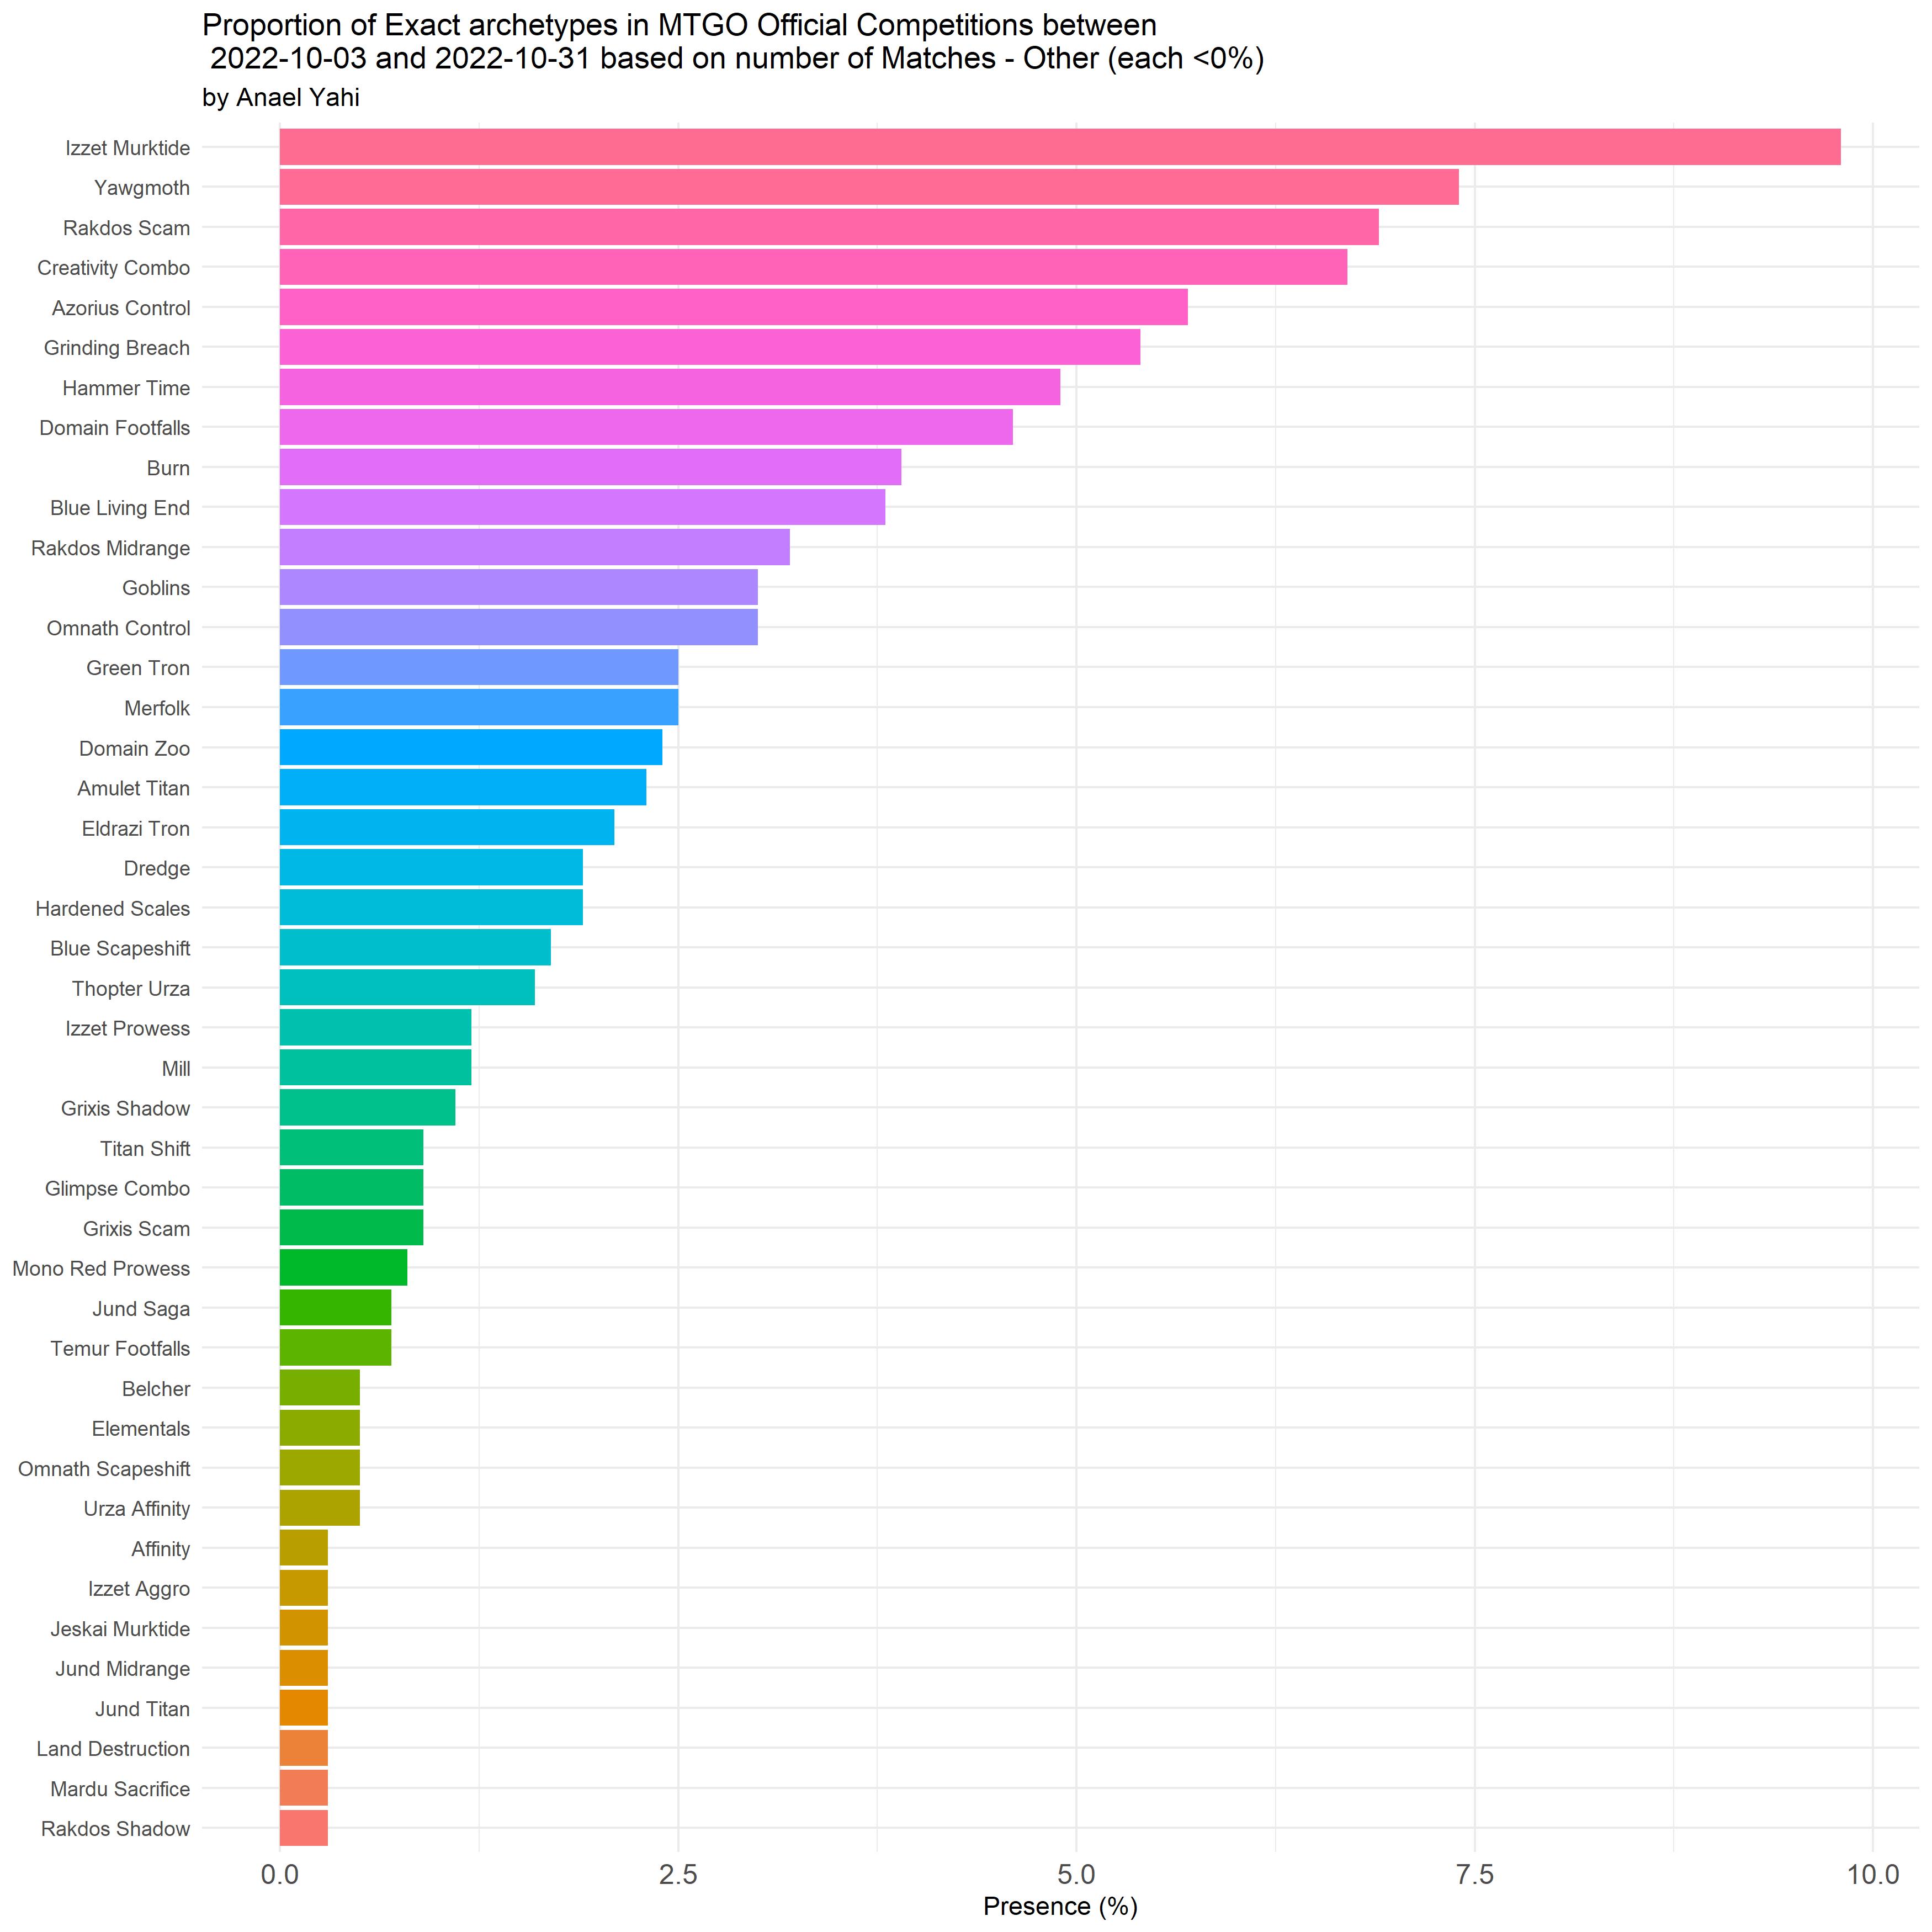 Proportion of Exact archetypes in MTGO Official Competitions between
2022-10-03 and 2022-10-31 based on number of Matches - Other (each <0%)
by Anael Yahi
Izzet Murktide
Yawgmoth
Rakdos Scam
Creativity Combo
Azorius Control
Grinding Breach
Hammer Time
Domain Footfalls
Burn
Blue Living End
Rakdos Midrange
Goblins
Omnath Control
Green Tron
Merfolk
Domain Zoo
Amulet Titan
Eldrazi Tron
Dredge
Hardened Scales
Blue Scapeshift
Thopter Urza
Izzet Prowess
Mill
Grixis Shadow
Titan Shift
Glimpse Combo
Grixis Scam
Mono Red Prowess
Jund Saga
Temur Footfalls
Belcher
Elementals
Omnath Scapeshift
Urza Affinity
Affinity
Izzet Aggro
Jeskai Murktide
Jund Midrange
Jund Titan
Land Destruction
Mardu Sacrifice
Rakdos Shadow
0.0 2.5 5.0 7.5 10.0
Presence (%)